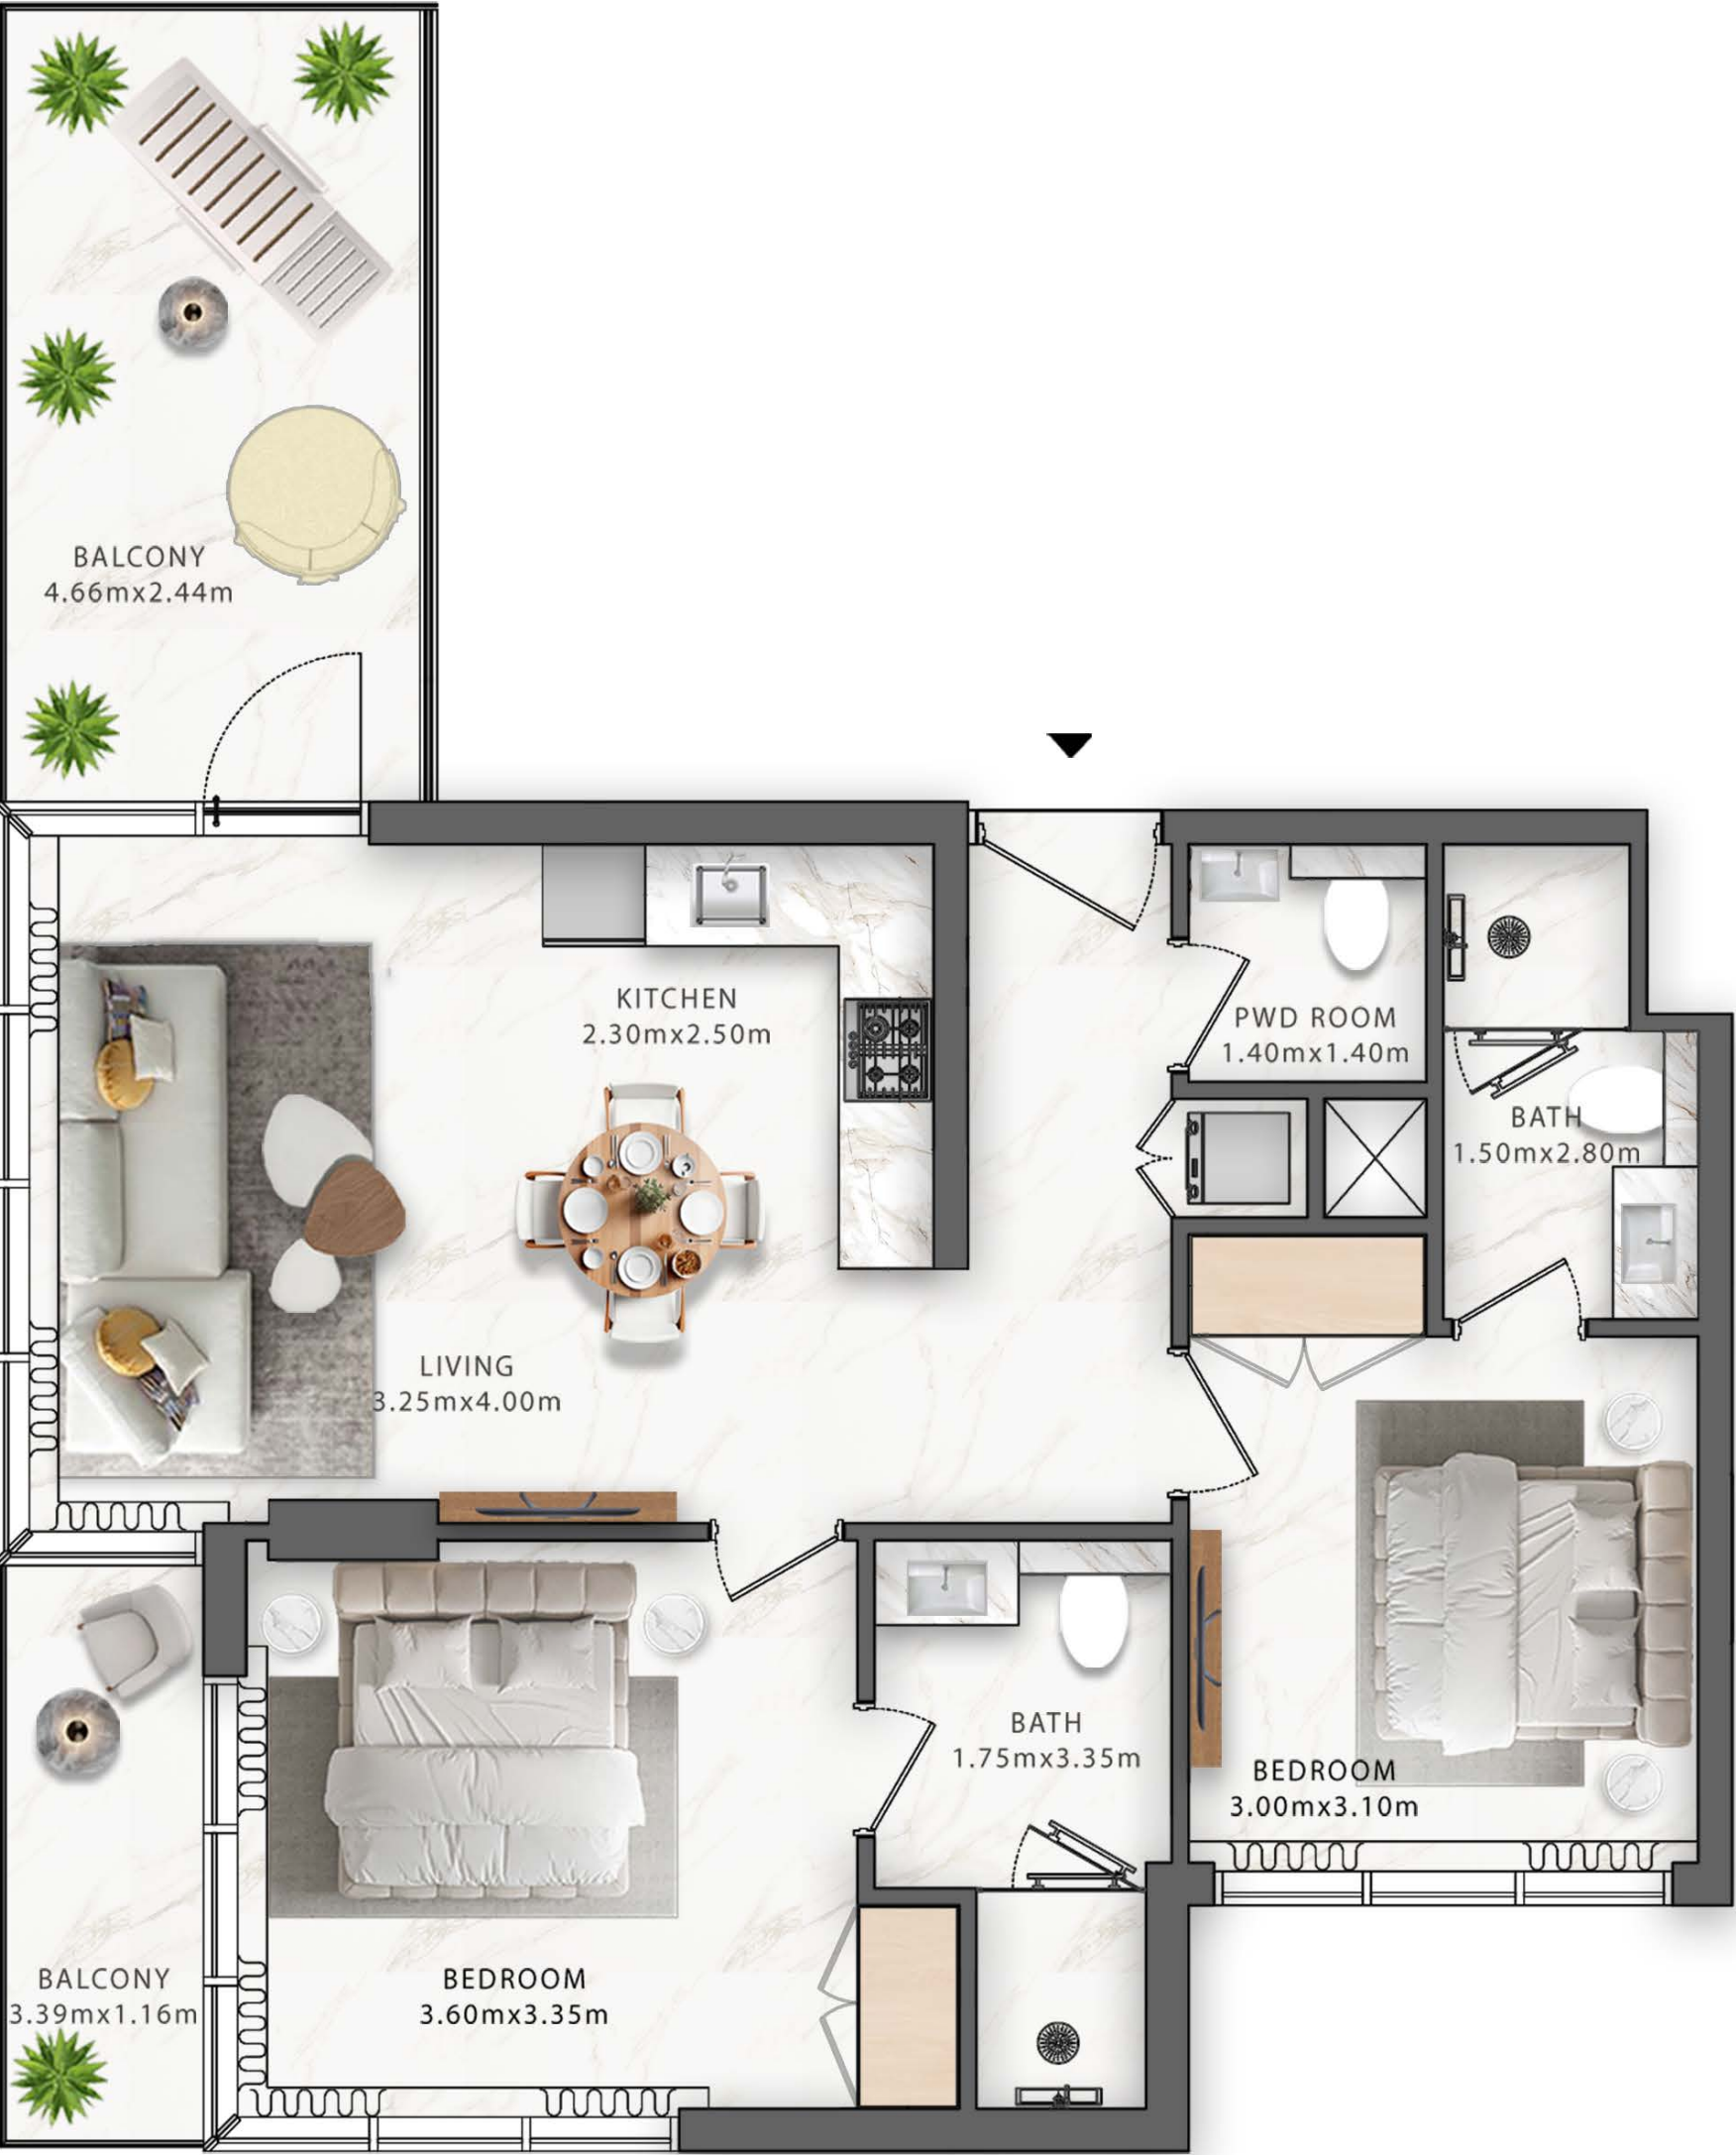 BALCONY
4.66mx2.44m
KITCHEN
2.30mx2.50m
PWD ROOM
1.40mx1.40m
BATH
1.50mx2.80m
LIVING
3.25mx4.00m
BATH
1.75mx3.35m
BEDROOM
3.00mx3.10m
BALCONY
3.39mx1.16m
BEDROOM
3.60mx3.35m